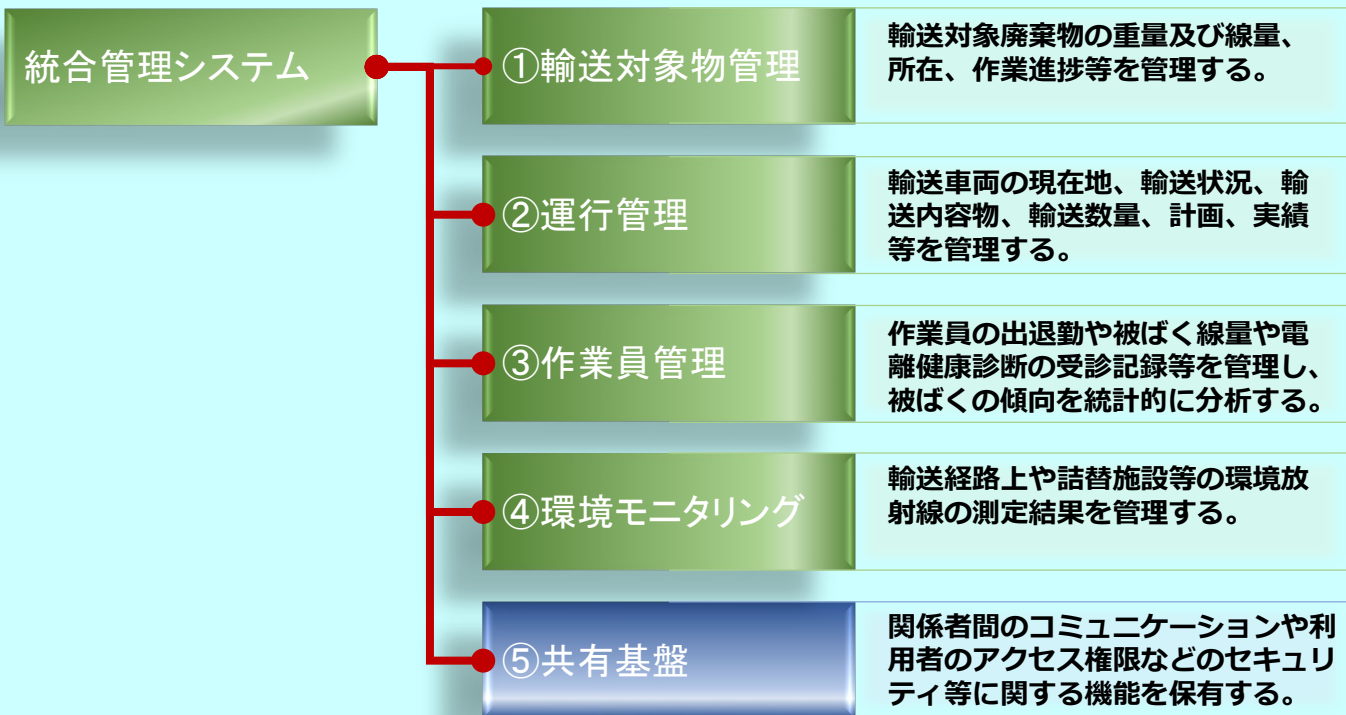 統合管理システム
①輸送対象物管理
輸送対象廃棄物の重量及び線量、
所在、作業進捗等を管理する。
②運行管理
輸送車両の現在地、輸送状況、輸
送内容物、輸送数量、計画、実績
等を管理する。
③作業員管理
作業員の出退勤や被ばく線量や電
離健康診断の受診記録等を管理し、
被ばくの傾向を統計的に分析する。
④環境モニタリング
輸送経路上や詰替施設等の環境放
射線の測定結果を管理する。
⑤共有基盤
関係者間のコミュニケーションや利
用者のアクセス権限などのセキュリ
ティ等に関する機能を保有する。